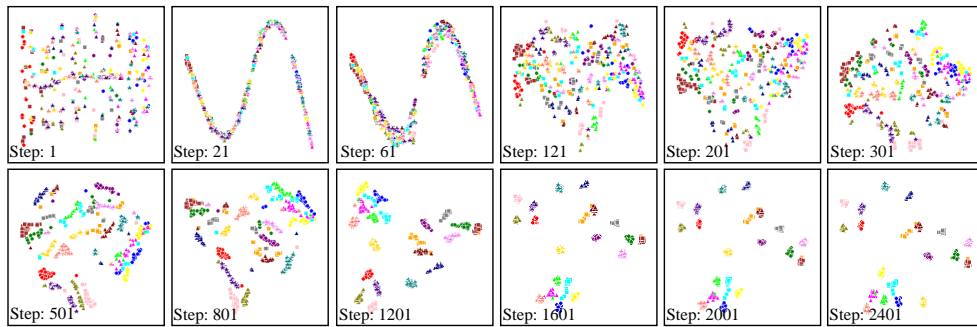 Step: 1
Step: 21
Step: 61
Step: 121
Step: 201
Step: 301
Step: 501
Step: 801
Step: 1201
Step: 1601
Step: 2001
Step: 2401